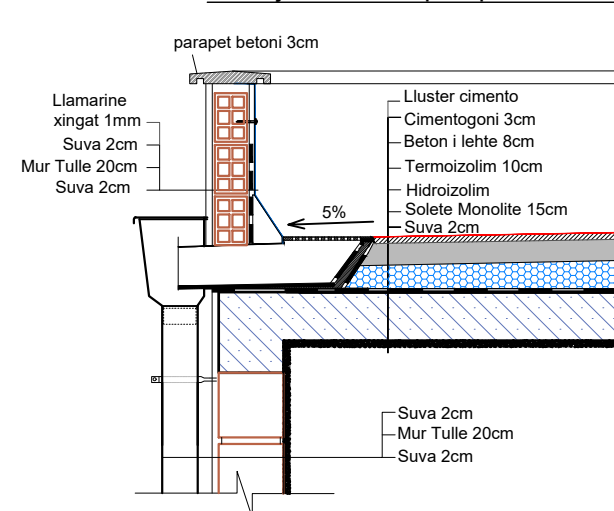 parapet betoni 3cm
Llamarine
xingat 1mm
Suva 2cm
Mur Tulle 20cm
Suva 2cm
Lluster cimento
Cimentogoni 3cm
Beton i lehte 8cm
Termoizolim 10cm
Hidroizolim
Solete Monolite 15cm
Suva 2cm
5%
Suva 2cm
Mur Tulle 20cm
Suva 2cm